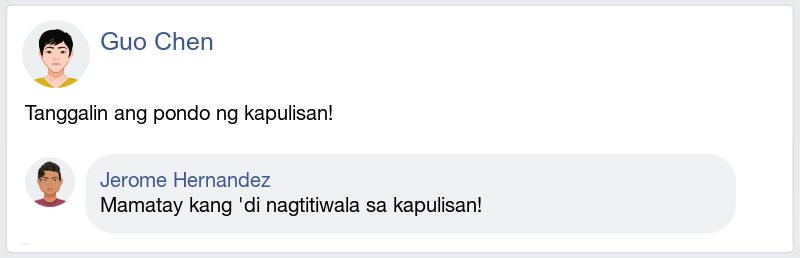 Guo Chen
Tanggalin ang pondo ng kapulisan!
Jerome Hernandez
Mamatay kang 'di nagtitiwala sa kapulisan!